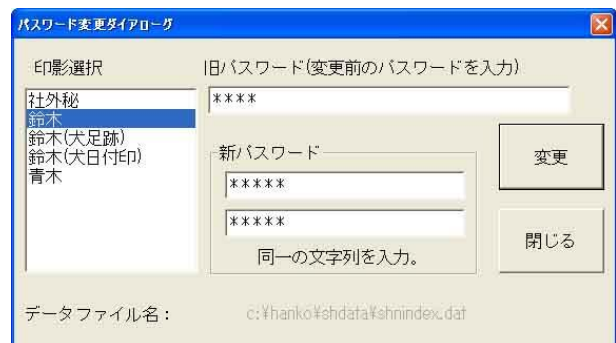 パスワード変更ダイアローグ
印影選択
旧パスワード(変更前のパスワードを入力)
社外秘
鈴木
鈴木(犬足跡)
鈴木(犬日付印)
青木
****
新パスワード
*****
*****
同一の文字列を入力。
変更
閉じる
データファイル名：
c:¥hanko¥shdata¥shnindex.dat